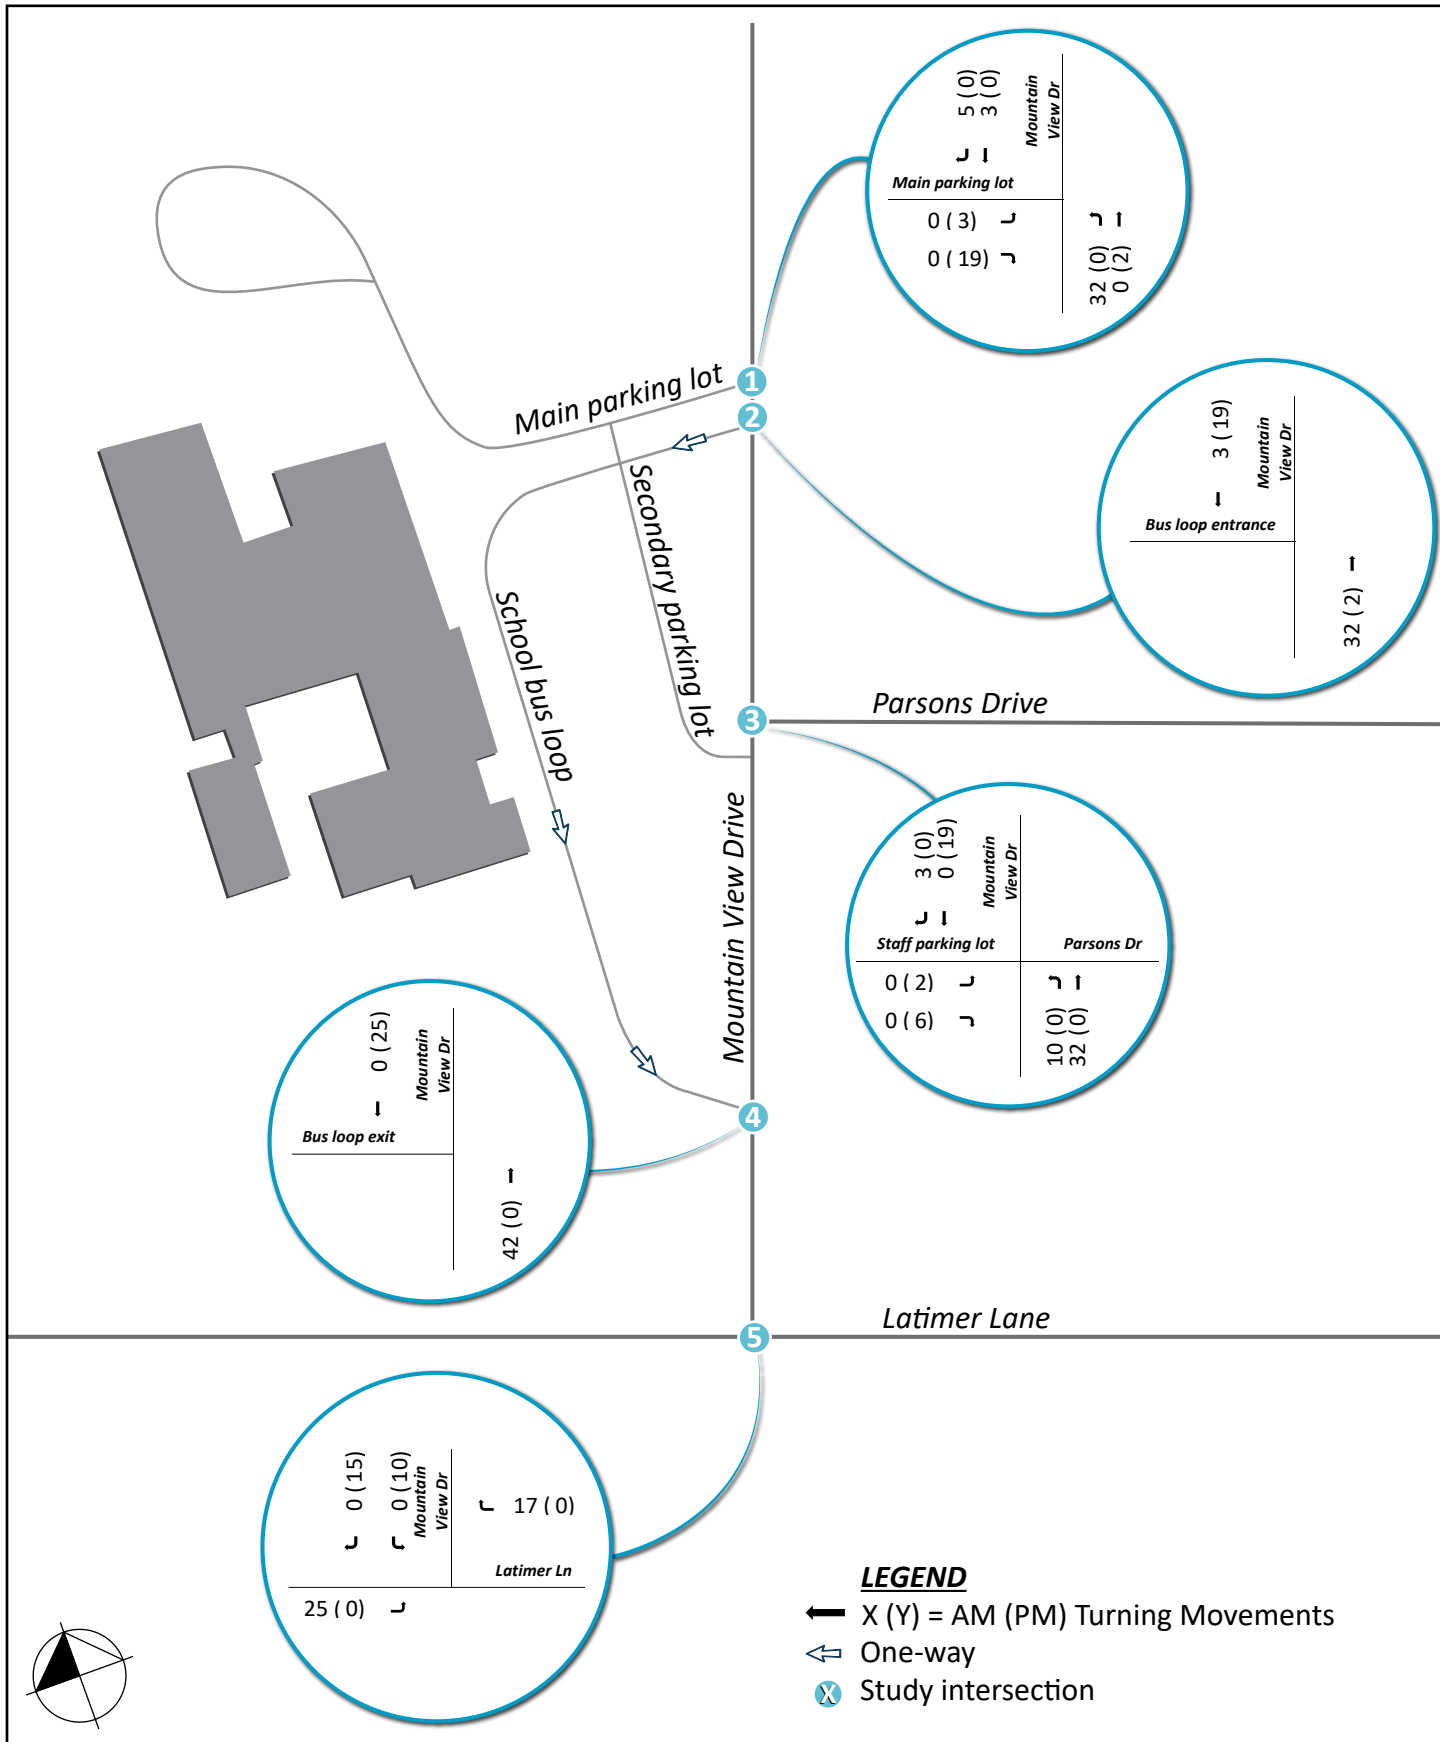 5 (0)
3 (0)
Mountain
View Dr
Main parking lot
0 ( 3)
0 ( 19)
32 (0)
0 (2)
1
Main parking lot
2
3 ( 19)
Mountain
View Dr
Bus loop entrance
32 ( 2)
Secondary parking lot
School bus loop
3
Parsons Drive
Mountain View Drive
3 (0)
0 (19)
Mountain
View Dr
Staff parking lot
Parsons Dr
0 ( 2)
0 ( 6)
10 (0)
32 (0)
0 ( 25)
Mountain
View Dr
Bus loop exit
42 (0)
4
Latimer Lane
5
0 (15)
0 (10)
Mountain
View Dr
17 ( 0)
Latimer Ln
25 ( 0)
LEGEND
X (Y) = AM (PM) Turning Movements
One-way
X Study intersection